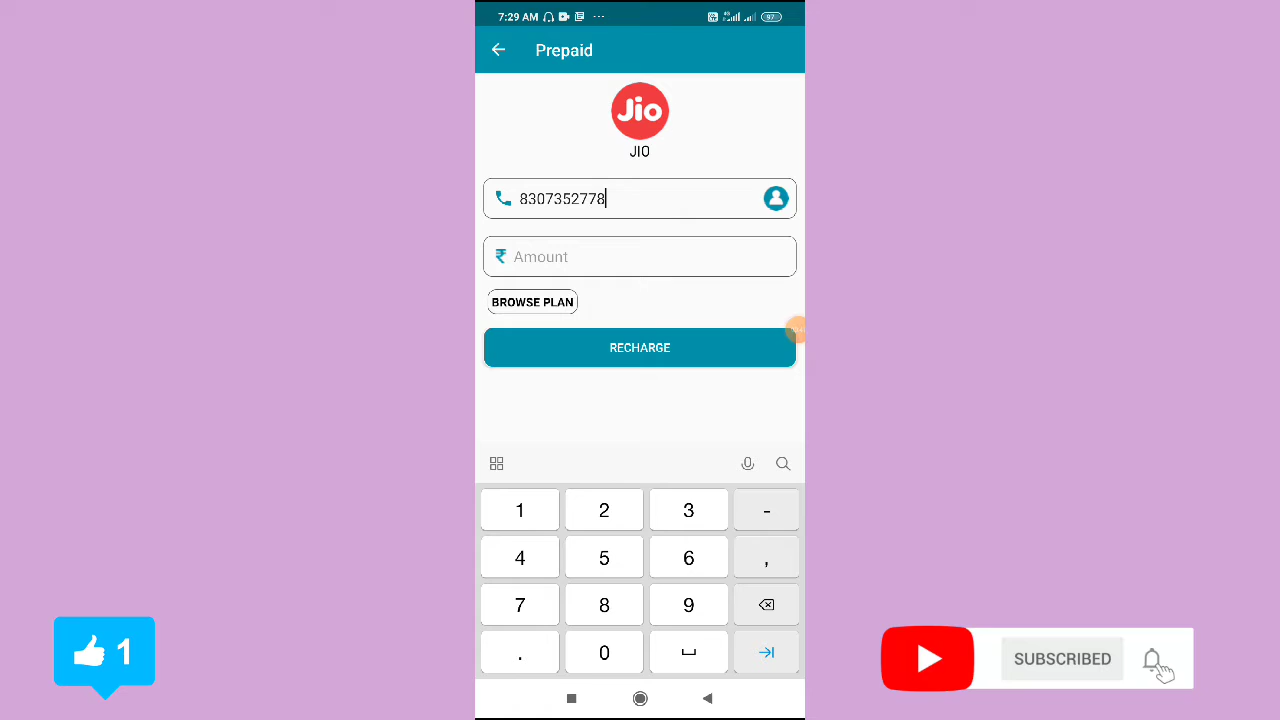 7:29 AM ...
97
Prepaid
Jio
JIO
8307352778
₹ Amount
BROWSE PLAN
RECHARGE
1 2 3 -
4 5 6 ,
7 8 9
. 0
1
SUBSCRIBED